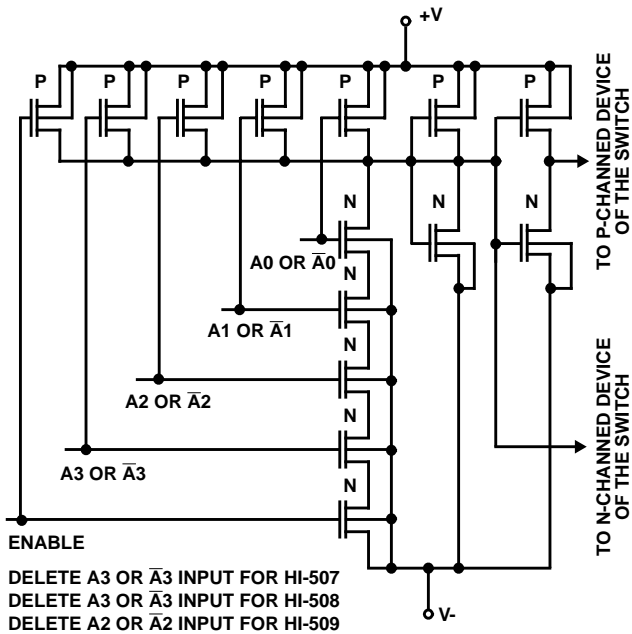 +V
P P P P P P P
TO P-CHANNED DEVICE
OF THE SWITCH
N N N
A0 OR A̅0
N
A1 OR A̅1
N
A2 OR A̅2
N
A3 OR A̅3
N
TO N-CHANNED DEVICE
OF THE SWITCH
ENABLE
DELETE A3 OR A̅3 INPUT FOR HI-507
DELETE A3 OR A̅3 INPUT FOR HI-508
DELETE A2 OR A̅2 INPUT FOR HI-509
V-